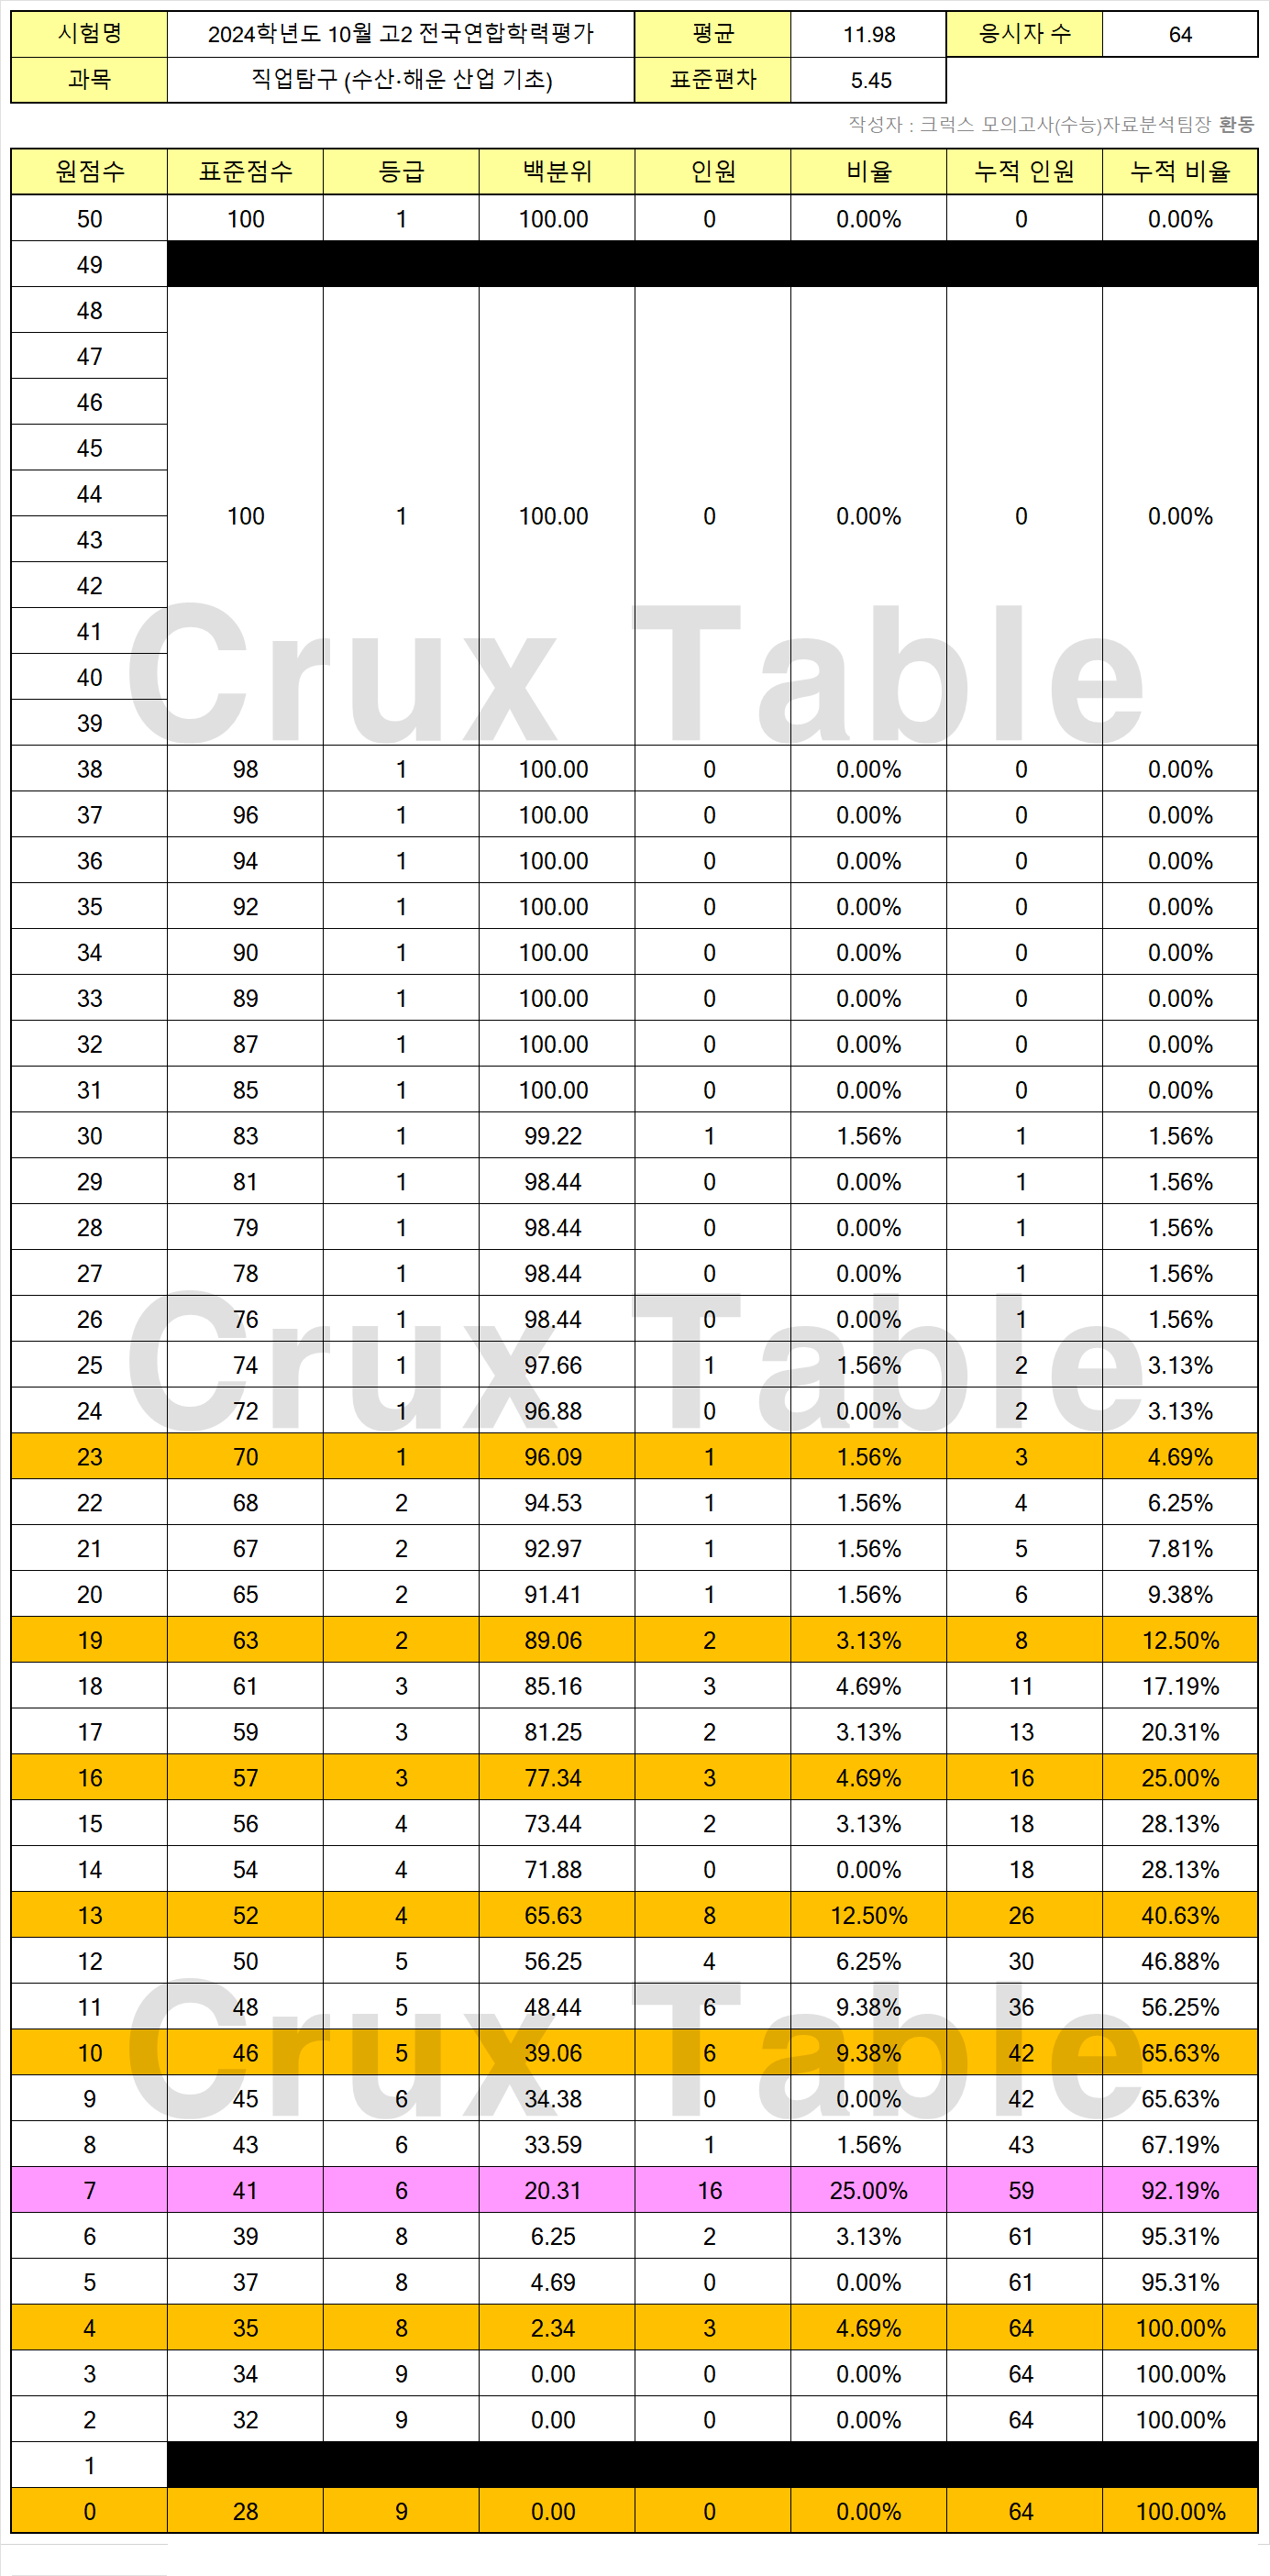 시험명 2024학년도 10월 고2 전국연합학력평가 평균 11.98 응시자 수 64
과목 직업탐구 (수산·해운 산업 기초) 표준편차 5.45
작성자 : 크럭스 모의고사(수능)자료분석팀장 환동
원점수 표준점수 등급 백분위 인원 비율 누적 인원 누적 비율
50 100 1 100.00 0 0.00% 0 0.00%
49
48
47
46
45
44
100 1 100.00 0 0.00% 0 0.00%
43
42
41
40
39
Crux Table
38 98 1 100.00 0 0.00% 0 0.00%
37 96 1 100.00 0 0.00% 0 0.00%
36 94 1 100.00 0 0.00% 0 0.00%
35 92 1 100.00 0 0.00% 0 0.00%
34 90 1 100.00 0 0.00% 0 0.00%
33 89 1 100.00 0 0.00% 0 0.00%
32 87 1 100.00 0 0.00% 0 0.00%
31 85 1 100.00 0 0.00% 0 0.00%
30 83 1 99.22 1 1.56% 1 1.56%
29 81 1 98.44 0 0.00% 1 1.56%
28 79 1 98.44 0 0.00% 1 1.56%
27 78 1 98.44 0 0.00% 1 1.56%
26 76 1 98.44 0 0.00% 1 1.56%
Crux Table
25 74 1 97.66 1 1.56% 2 3.13%
24 72 1 96.88 0 0.00% 2 3.13%
23 70 1 96.09 1 1.56% 3 4.69%
22 68 2 94.53 1 1.56% 4 6.25%
21 67 2 92.97 1 1.56% 5 7.81%
20 65 2 91.41 1 1.56% 6 9.38%
19 63 2 89.06 2 3.13% 8 12.50%
18 61 3 85.16 3 4.69% 11 17.19%
17 59 3 81.25 2 3.13% 13 20.31%
16 57 3 77.34 3 4.69% 16 25.00%
15 56 4 73.44 2 3.13% 18 28.13%
14 54 4 71.88 0 0.00% 18 28.13%
13 52 4 65.63 8 12.50% 26 40.63%
12 50 5 56.25 4 6.25% 30 46.88%
11 48 5 48.44 6 9.38% 36 56.25%
Crux Table
10 46 5 39.06 6 9.38% 42 65.63%
9 45 6 34.38 0 0.00% 42 65.63%
8 43 6 33.59 1 1.56% 43 67.19%
7 41 6 20.31 16 25.00% 59 92.19%
6 39 8 6.25 2 3.13% 61 95.31%
5 37 8 4.69 0 0.00% 61 95.31%
4 35 8 2.34 3 4.69% 64 100.00%
3 34 9 0.00 0 0.00% 64 100.00%
2 32 9 0.00 0 0.00% 64 100.00%
1
0 28 9 0.00 0 0.00% 64 100.00%